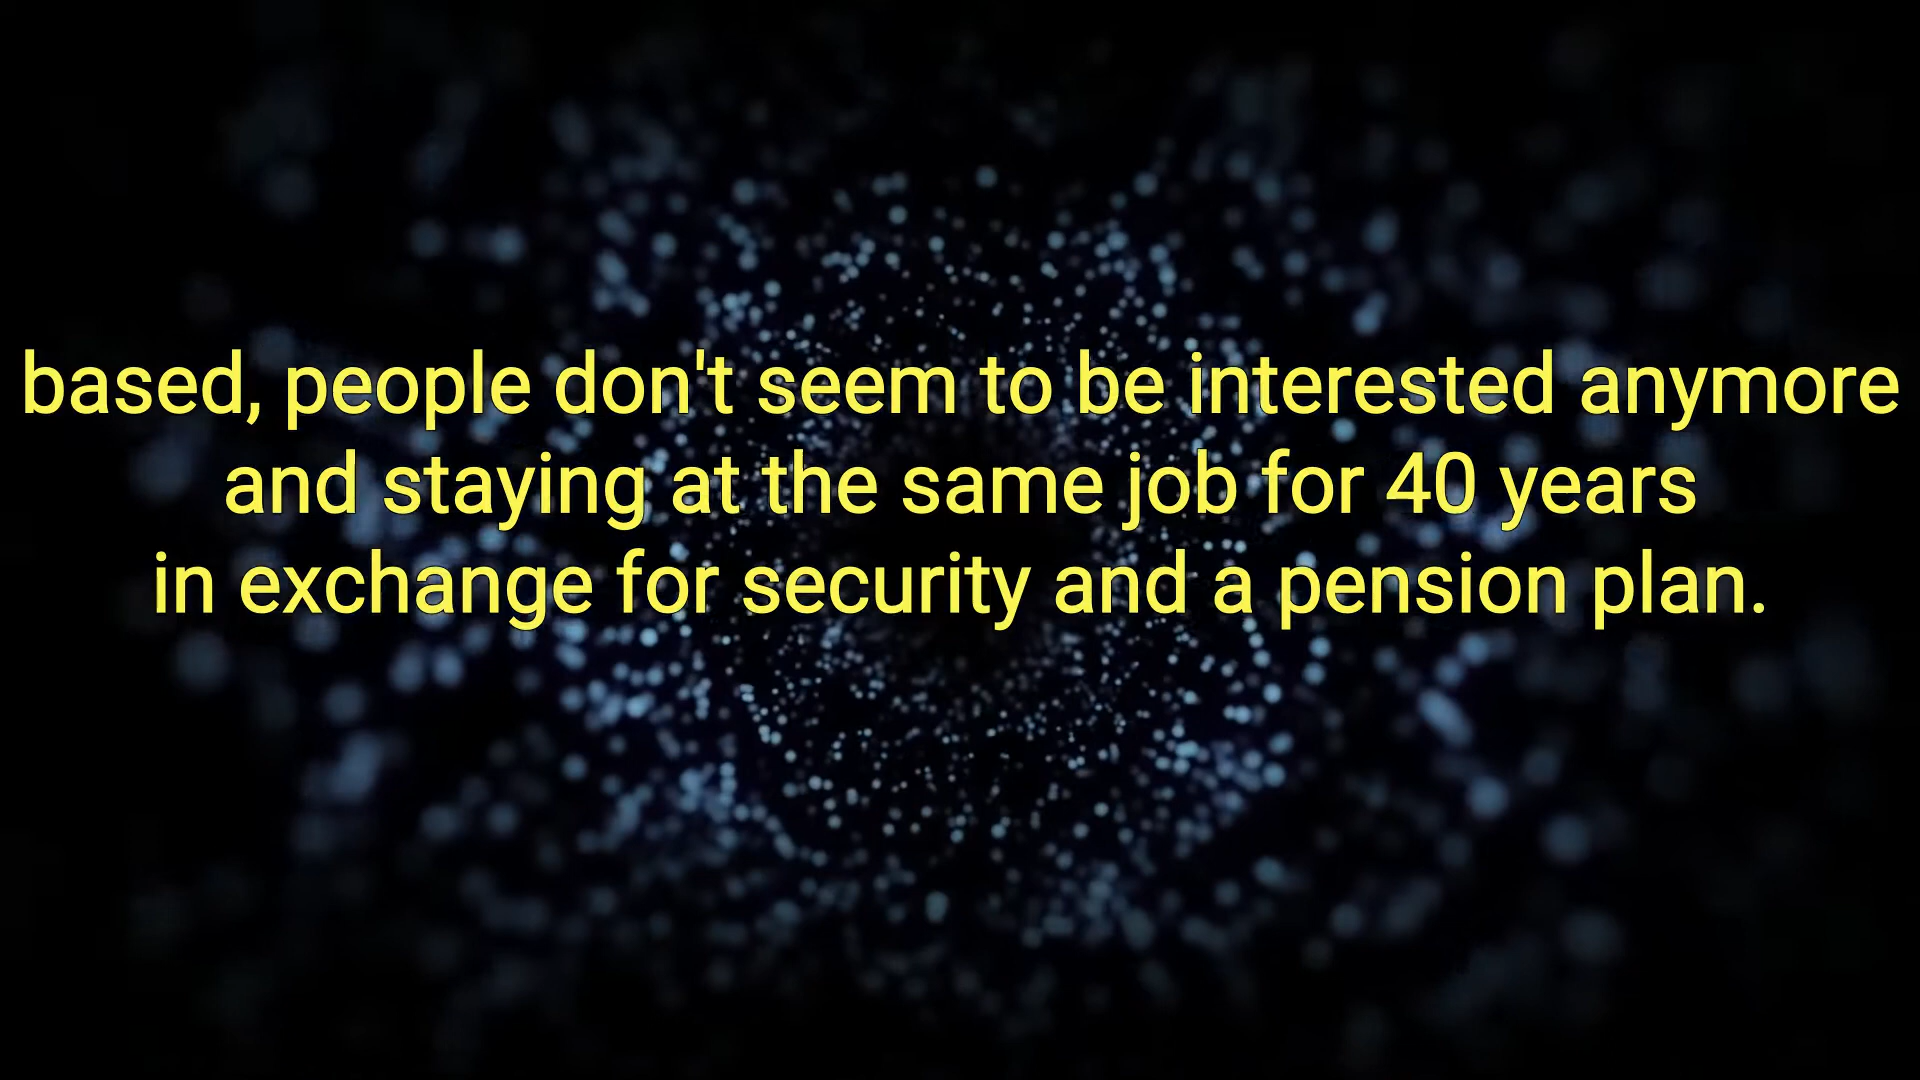 based, people don't seem to be interested anymore
and staying at the same job for 40 years
in exchange for security and a pension plan.